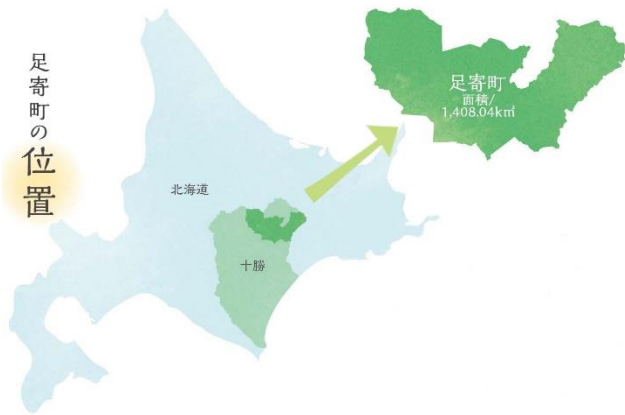 足寄町の
位置
北海道
十勝
足寄町
面積/
1,408.04k㎡